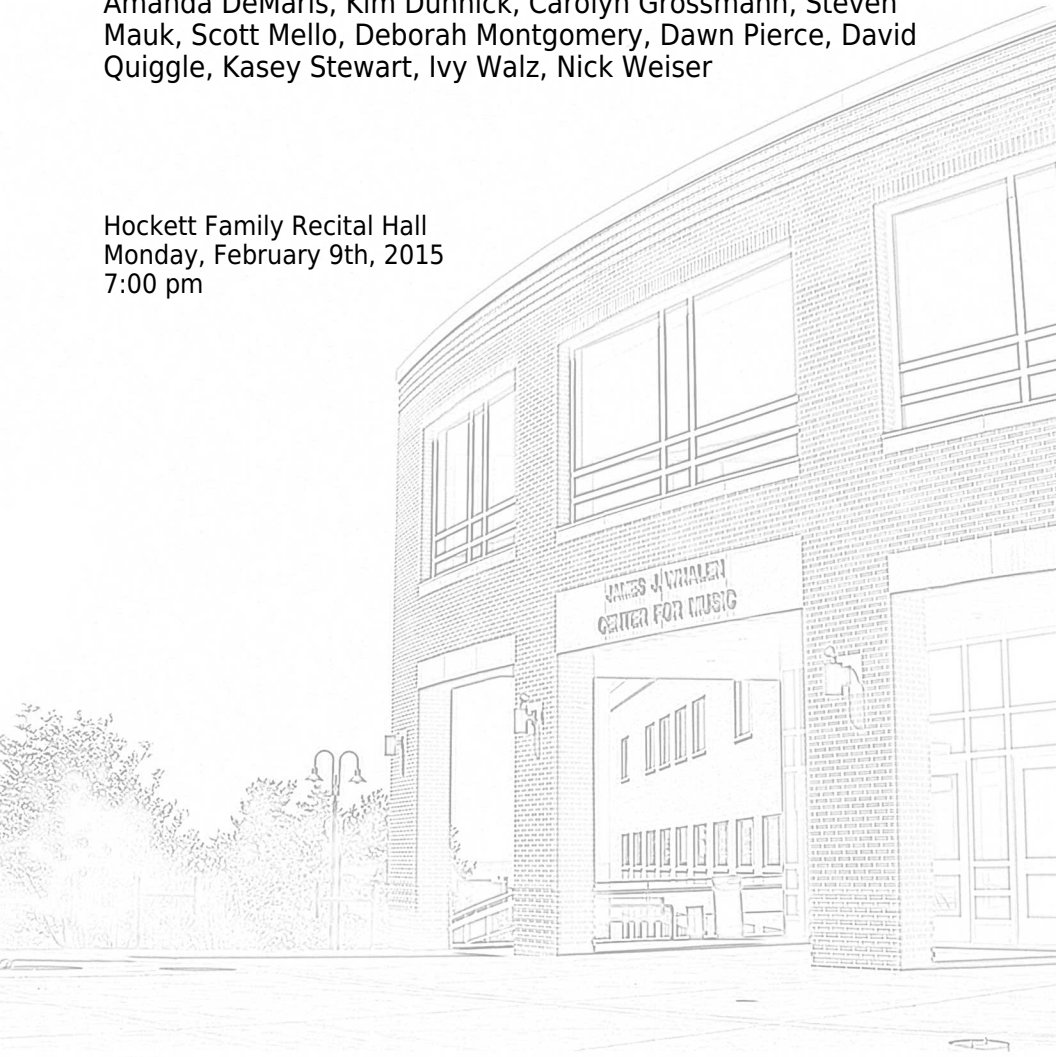 Amanda DeMaris, Kim Dunnick, Carolyn Grossmann, Steven
Mauk, Scott Mello, Deborah Montgomery, Dawn Pierce, David
Quiggle, Kasey Stewart, Ivy Walz, Nick Weiser
Hockett Family Recital Hall
Monday, February 9th, 2015
7:00 pm
JAMES J. WHALEN
CENTER FOR MUSIC